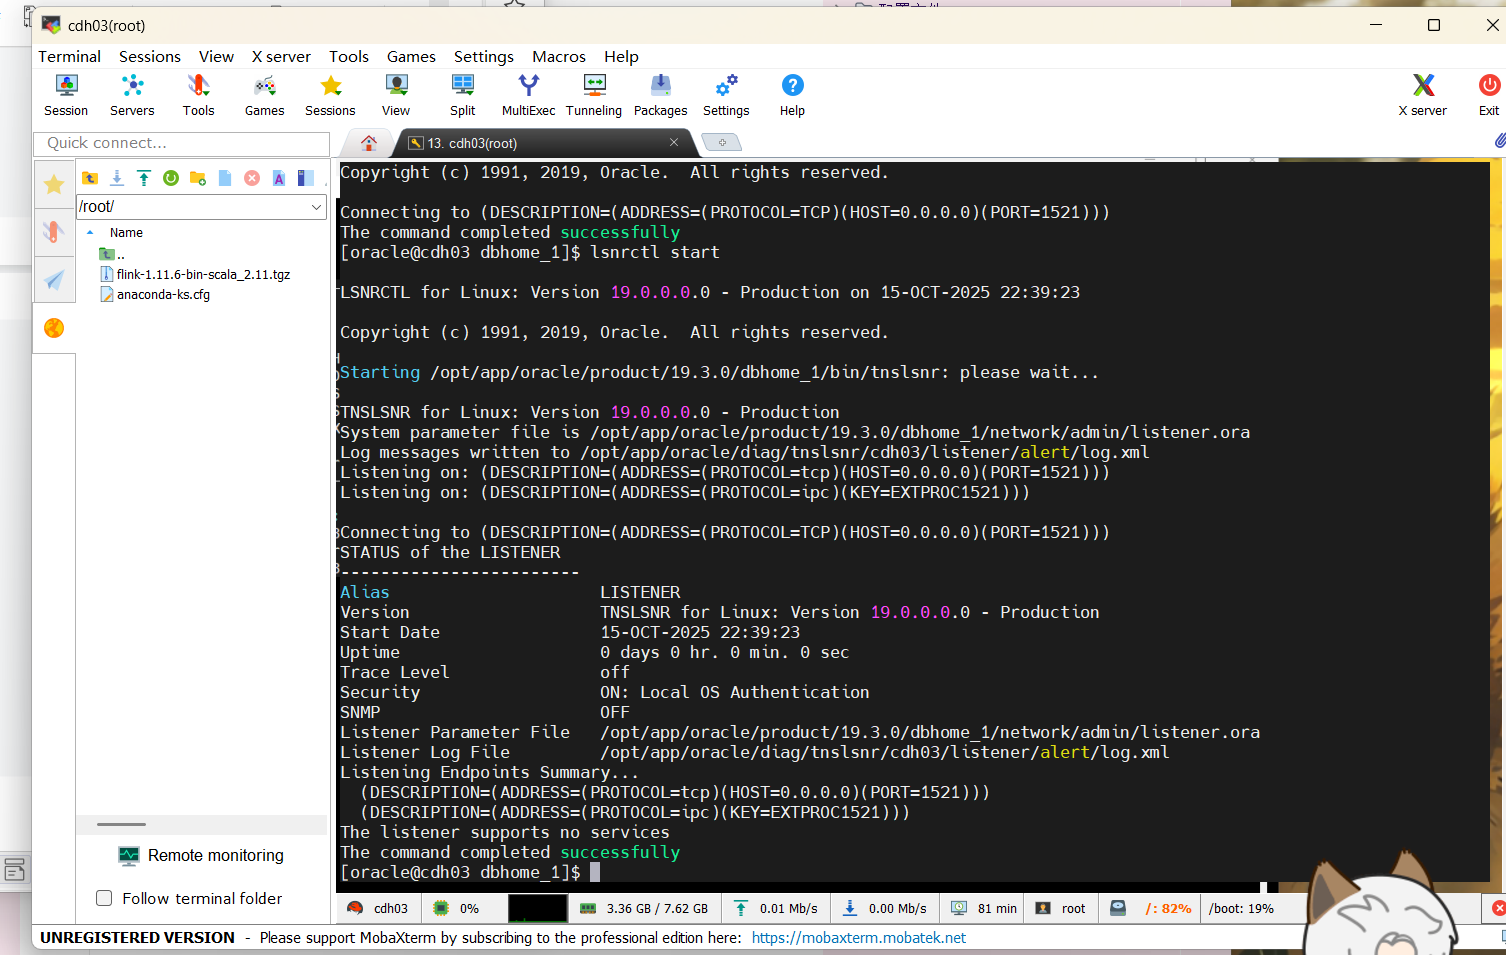 cdh03(root)
Terminal Sessions View X server Tools Games Settings Macros Help
Session Servers Tools Games Sessions View Split MultiExec Tunneling Packages Settings Help X server Exit
Quick connect...
13. cdh03(root)
/root/
Name
..
flink-1.11.6-bin-scala_2.11.tgz
anaconda-ks.cfg
Remote monitoring
Follow terminal folder
Copyright (c) 1991, 2019, Oracle.  All rights reserved.
Connecting to (DESCRIPTION=(ADDRESS=(PROTOCOL=TCP)(HOST=0.0.0.0)(PORT=1521)))
The command completed successfully
[oracle@cdh03 dbhome_1]$ lsnrctl start
LSNRCTL for Linux: Version 19.0.0.0.0 - Production on 15-OCT-2025 22:39:23
Copyright (c) 1991, 2019, Oracle.  All rights reserved.
Starting /opt/app/oracle/product/19.3.0/dbhome_1/bin/tnslsnr: please wait...
TNSLSNR for Linux: Version 19.0.0.0.0 - Production
System parameter file is /opt/app/oracle/product/19.3.0/dbhome_1/network/admin/listener.ora
Log messages written to /opt/app/oracle/diag/tnslsnr/cdh03/listener/alert/log.xml
Listening on: (DESCRIPTION=(ADDRESS=(PROTOCOL=tcp)(HOST=0.0.0.0)(PORT=1521)))
Listening on: (DESCRIPTION=(ADDRESS=(PROTOCOL=ipc)(KEY=EXTPROC1521)))
Connecting to (DESCRIPTION=(ADDRESS=(PROTOCOL=TCP)(HOST=0.0.0.0)(PORT=1521)))
STATUS of the LISTENER
------------------------
Alias                     LISTENER
Version                   TNSLSNR for Linux: Version 19.0.0.0.0 - Production
Start Date                15-OCT-2025 22:39:23
Uptime                    0 days 0 hr. 0 min. 0 sec
Trace Level               off
Security                  ON: Local OS Authentication
SNMP                      OFF
Listener Parameter File   /opt/app/oracle/product/19.3.0/dbhome_1/network/admin/listener.ora
Listener Log File         /opt/app/oracle/diag/tnslsnr/cdh03/listener/alert/log.xml
Listening Endpoints Summary...
  (DESCRIPTION=(ADDRESS=(PROTOCOL=tcp)(HOST=0.0.0.0)(PORT=1521)))
  (DESCRIPTION=(ADDRESS=(PROTOCOL=ipc)(KEY=EXTPROC1521)))
The listener supports no services
The command completed successfully
[oracle@cdh03 dbhome_1]$
cdh03 0% 3.36 GB / 7.62 GB 0.01 Mb/s 0.00 Mb/s 81 min root /: 82% /boot: 19%
UNREGISTERED VERSION - Please support MobaXterm by subscribing to the professional edition here: https://mobaxterm.mobatek.net